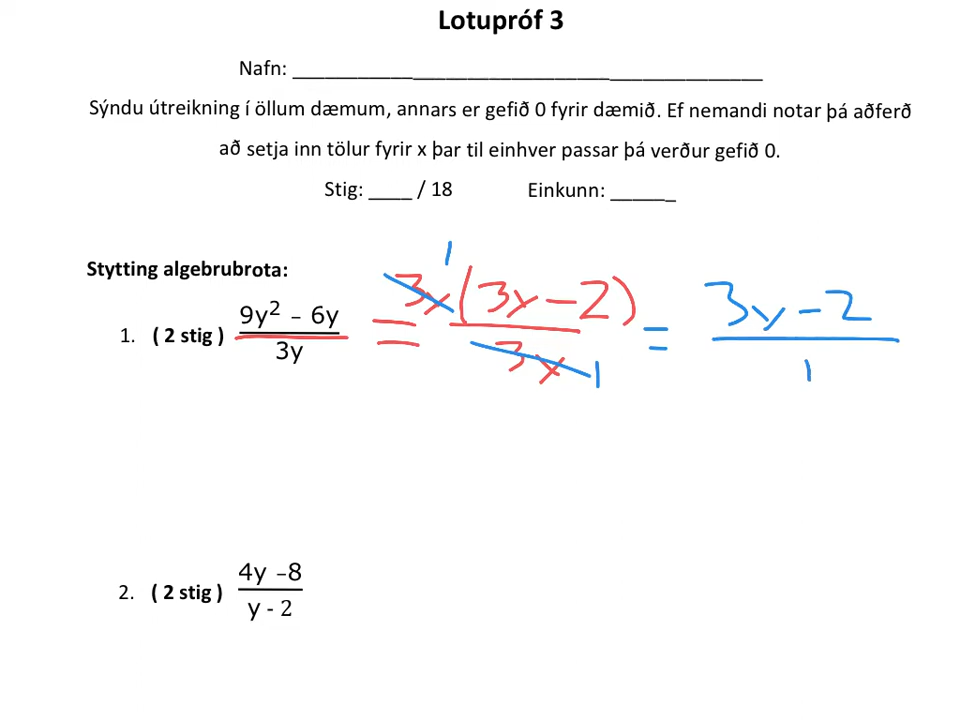 Lotupróf 3
Nafn: ______________________________________________
Sýndu útreikning í öllum dæmum, annars er gefið 0 fyrir dæmið. Ef nemandi notar þá aðferð
að setja inn tölur fyrir x þar til einhver passar þá verður gefið 0.
Stig: ____ / 18 Einkunn: ______
Stytting algebrubrota:
1. ( 2 stig ) (9y² – 6y)/(3y) = 3y 1 (3y – 2)/(3y 1) = (3y – 2)/1
2. ( 2 stig ) (4y –8)/(y - 2)